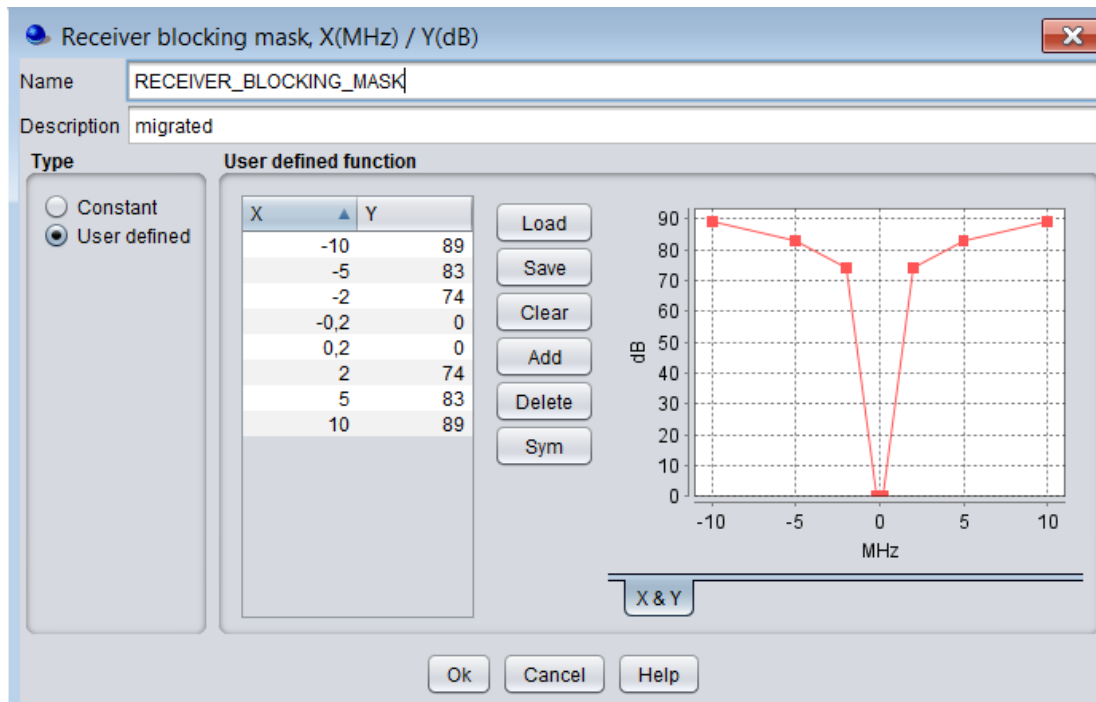 Receiver blocking mask, X(MHz) / Y(dB)
Name RECEIVER_BLOCKING_MASK
Description migrated
Type
Constant
User defined
User defined function
X Y
-10 89
-5 83
-2 74
-0,2 0
0,2 0
2 74
5 83
10 89
Load
Save
Clear
Add
Delete
Sym
dB
90
80
70
60
50
40
30
20
10
0
-10 -5 0 5 10
MHz
X & Y
Ok Cancel Help